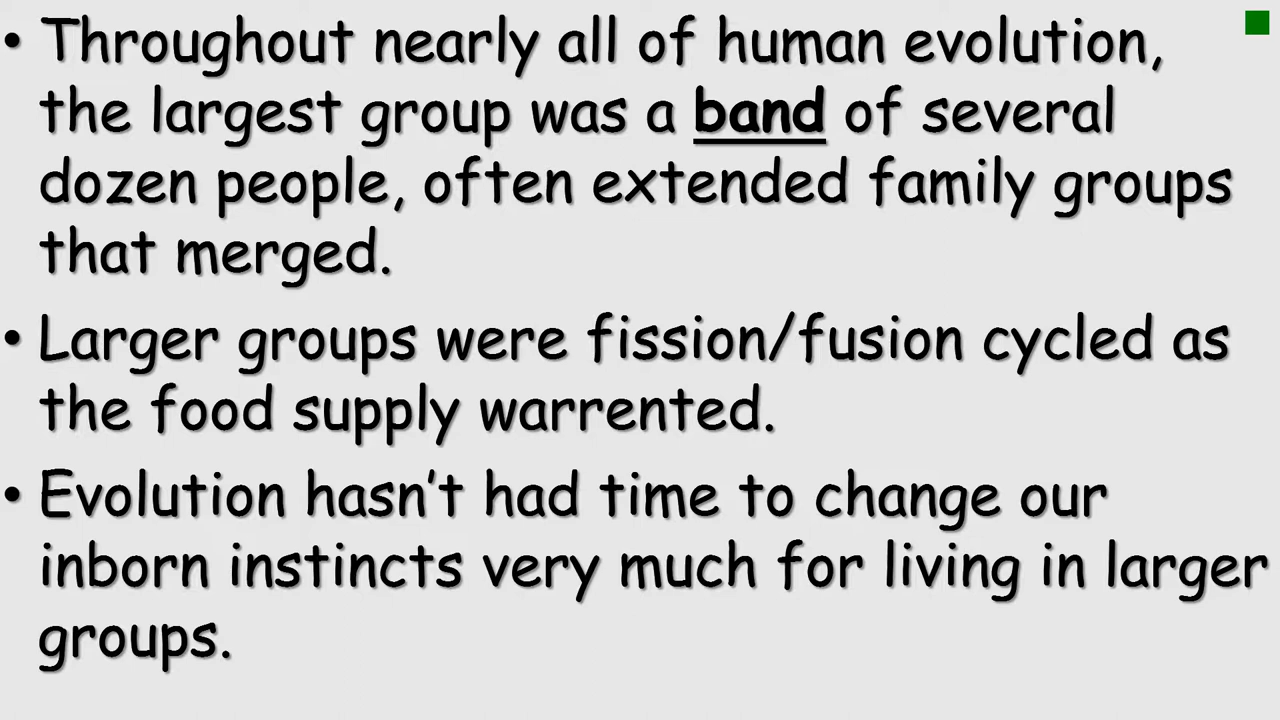 • Throughout nearly all of human evolution,
the largest group was a band of several
dozen people, often extended family groups
that merged.
• Larger groups were fission/fusion cycled as
the food supply warrented.
• Evolution hasn’t had time to change our
inborn instincts very much for living in larger
groups.